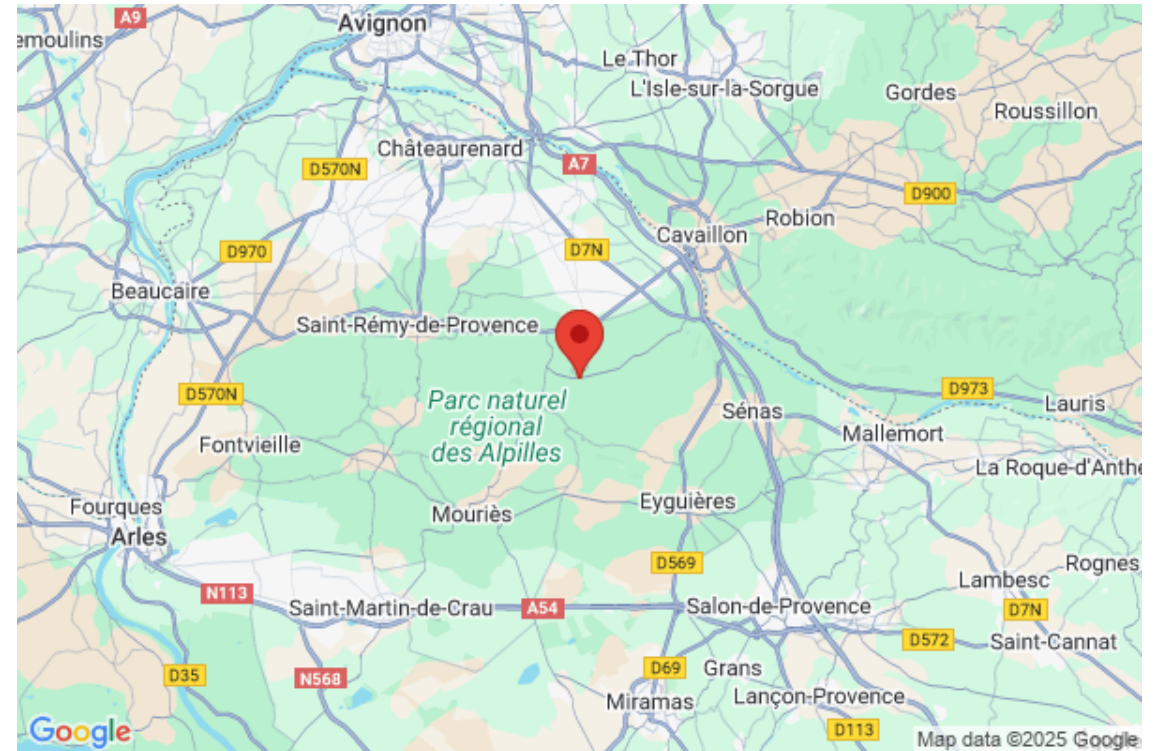 A9
Avignon
emoulins
Le Thor
L'Isle-sur-la-Sorgue
Gordes
Roussillon
Châteaurenard
A7
D570N
D900
Robion
Cavaillon
D970
D7N
Beaucaire
Saint-Rémy-de-Provence
D570N
Parc naturel
régional
des Alpilles
D973
Lauris
Sénas
Mallemort
Fontvieille
La Roque-d'Anthe
Eyguières
Mouriès
Fourques
Arles
D569
Rognes
Lambesc
N113
Saint-Martin-de-Crau
A54
Salon-de-Provence
D7N
D572
Saint-Cannat
D35
N568
D69
Grans
Miramas
Lançon-Provence
D113
Google
Map data ©2025 Google